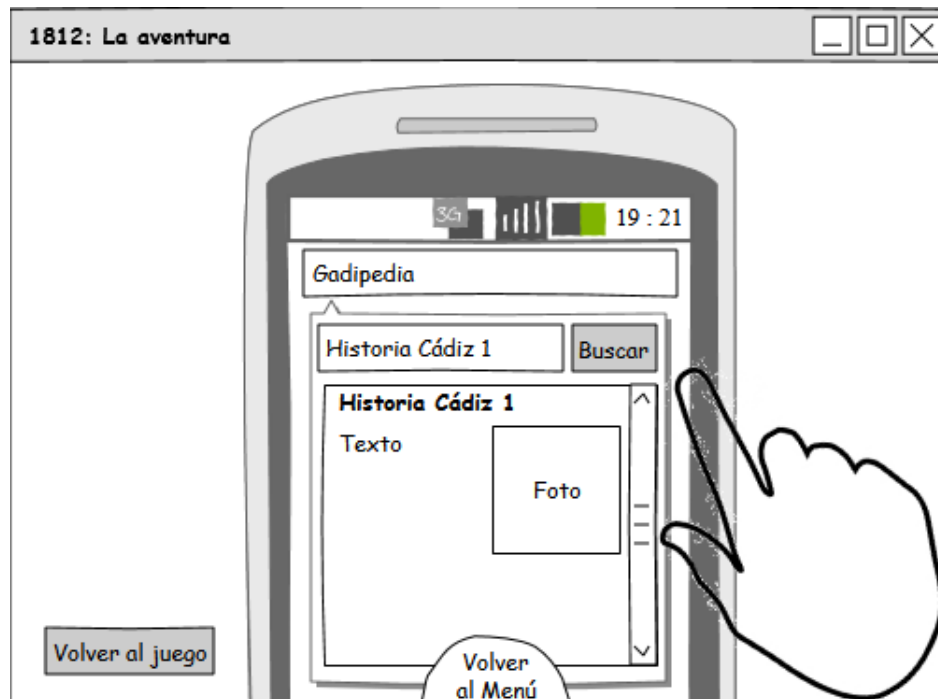 1812: La aventura
3G 19 : 21
Gadipedia
Historia Cádiz 1 Buscar
Historia Cádiz 1
Texto
Foto
Volver al juego
Volver
al Menú